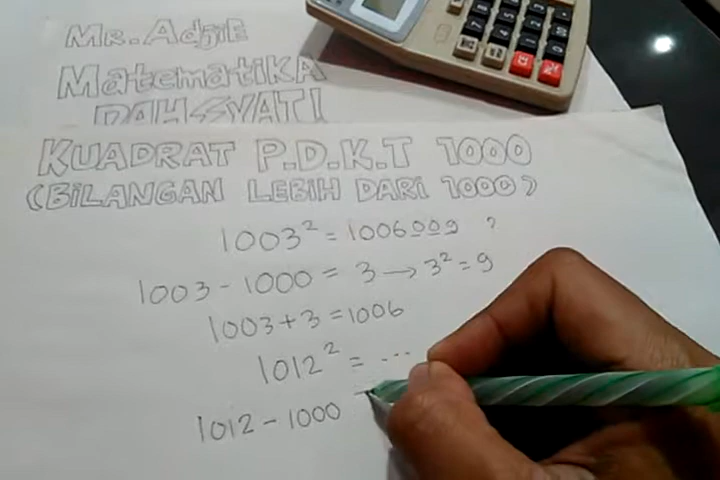 Mr. Adjie
Matematika
DAHSYAT!
KUADRAT P.D.K.T 1000
(BILANGAN LEBIH DARI 1000)
1003² = 1006009 ?
1003 - 1000 = 3 → 3² = 9
1003 + 3 = 1006
1012² = ...
1012 - 1000